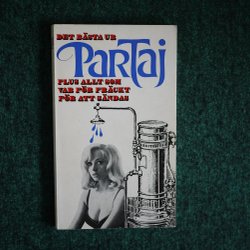 DET BÄSTA UR
PARTAJ
PLUS ALLT SOM
VAR FÖR FRÄCKT
FÖR ATT SÄNDAS